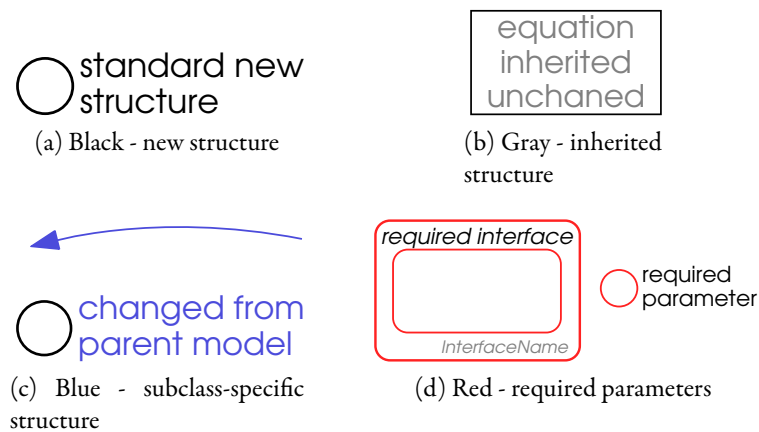 standard new
structure
(a) Black - new structure
equation
inherited
unchaned
(b) Gray - inherited
structure
changed from
parent model
(c) Blue - subclass-specific
structure
required interface
InterfaceName
required
parameter
(d) Red - required parameters